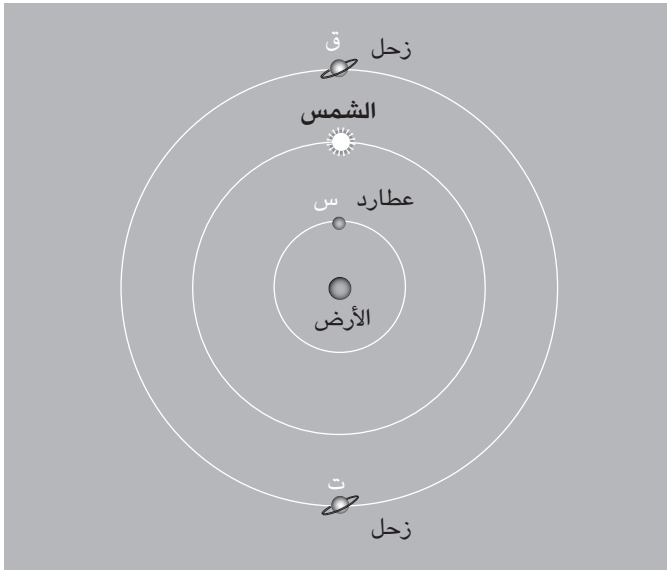 ق
زحل
الشمس
عطارد س
الأرض
ت
زحل